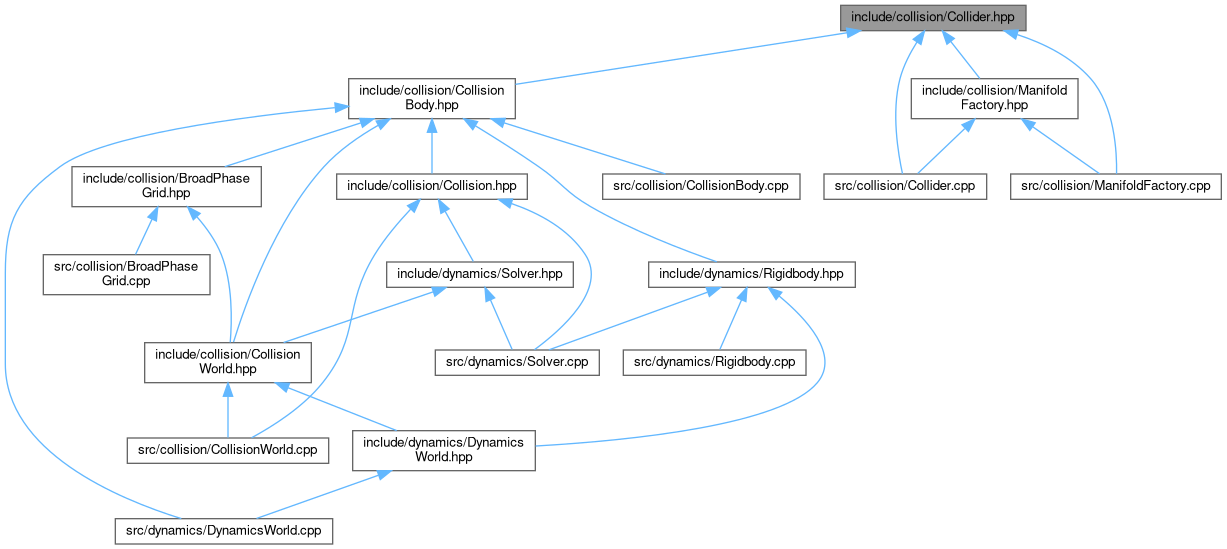 include/collision/Collider.hpp
include/collision/Collision
Body.hpp
include/collision/Manifold
Factory.hpp
include/collision/BroadPhase
Grid.hpp
include/collision/Collision.hpp
src/collision/CollisionBody.cpp
src/collision/Collider.cpp
src/collision/ManifoldFactory.cpp
src/collision/BroadPhase
Grid.cpp
include/dynamics/Solver.hpp
include/dynamics/Rigidbody.hpp
include/collision/Collision
World.hpp
src/dynamics/Solver.cpp
src/dynamics/Rigidbody.cpp
src/collision/CollisionWorld.cpp
include/dynamics/Dynamics
World.hpp
src/dynamics/DynamicsWorld.cpp